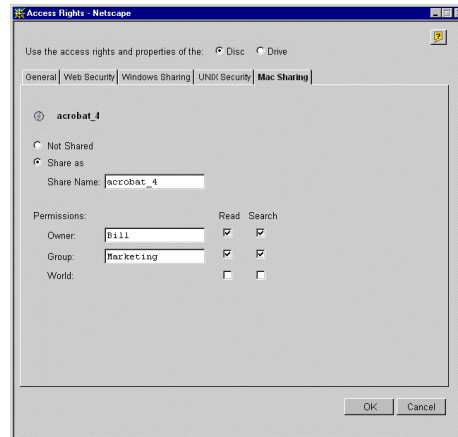 Access Rights - Netscape
Use the access rights and properties of the: Disc Drive
General Web Security Windows Sharing UNIX Security Mac Sharing
acrobat_4
Not Shared
Share as
Share Name: acrobat_4
Permissions: Read Search
Owner: Bill
Group: Marketing
World:
OK Cancel